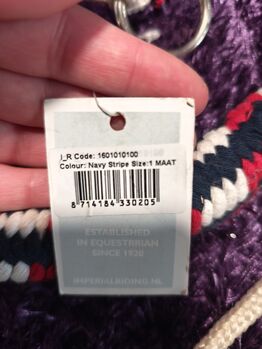 I_R Code: 1601010100
Colour: Navy Stripe Size:1 MAAT
8 714184 330205
ESTABLISHED
IN EQUESTRIAN
SINCE 1920
IMPERIALRIDING.NL